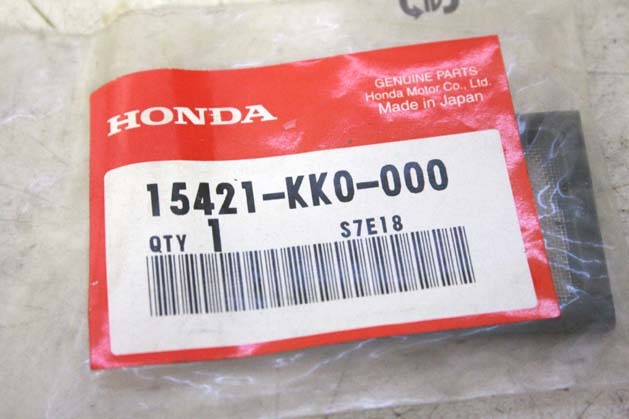 GENUINE PARTS
Honda Motor Co., Ltd.
Made in Japan
HONDA
15421-KK0-000
QTY 1 S7E18